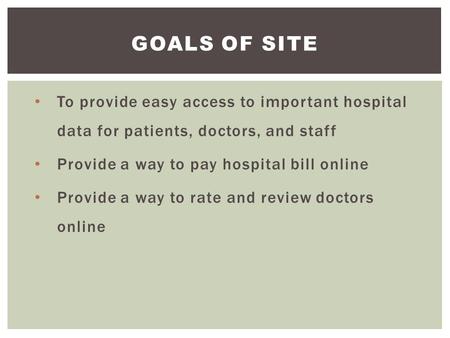 GOALS OF SITE
• To provide easy access to important hospital
data for patients, doctors, and staff
• Provide a way to pay hospital bill online
• Provide a way to rate and review doctors
online